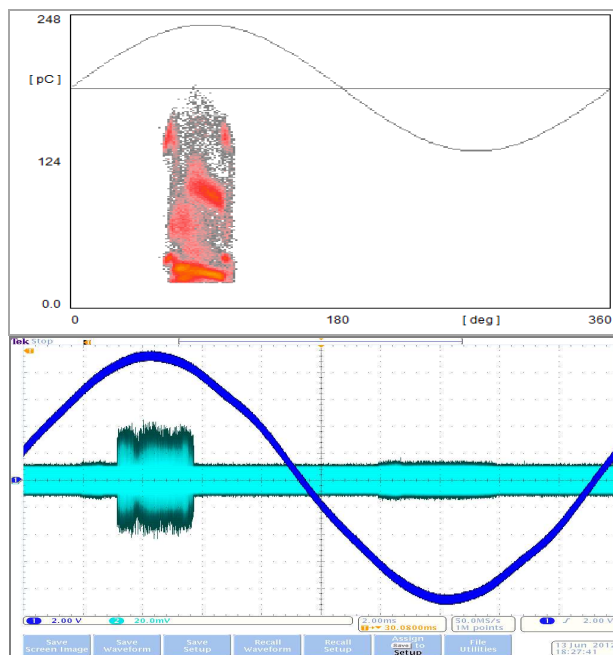 248
[ pC ]
124
0.0
0 180 [ deg ] 360
Tek Stop
1 2.00 V 2 20.0mV 2.00ms 50.0MS/s 1 2.00 V
30.0800ms 1M points
Save Screen Image
Save Waveform
Save Setup
Recall Waveform
Recall Setup
Assign Save to Setup
File Utilities
13 Jun 2012
18:27:41